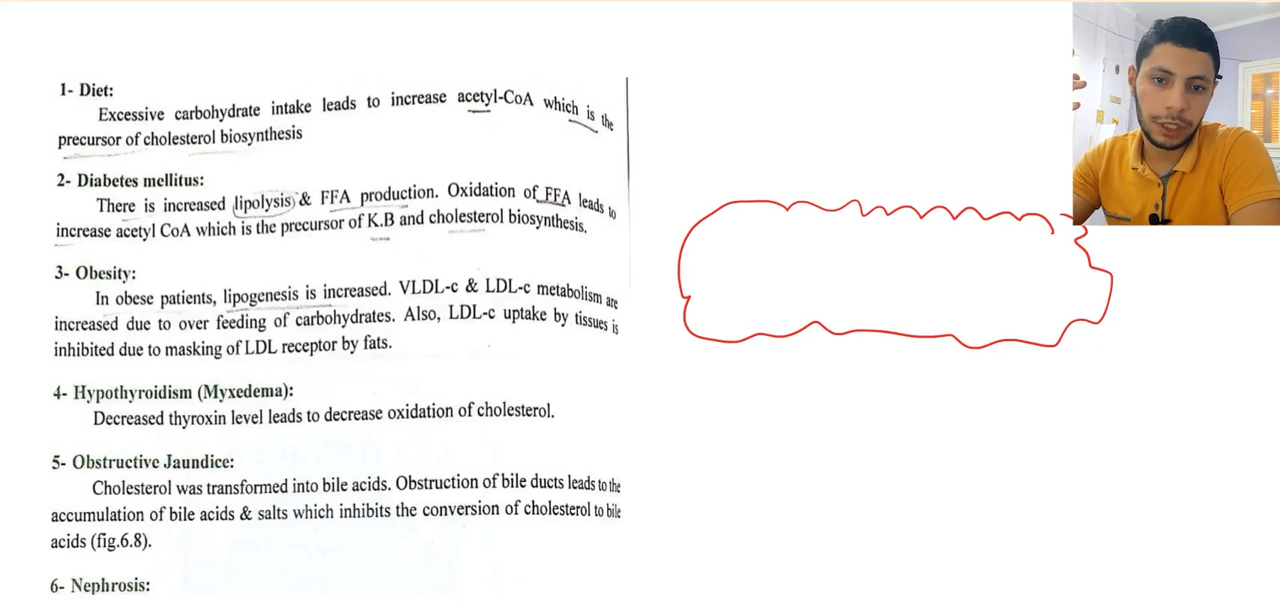 1- Diet:
Excessive carbohydrate intake leads to increase acetyl-CoA which is the
precursor of cholesterol biosynthesis
2- Diabetes mellitus:
There is increased lipolysis & FFA production. Oxidation of FFA leads to
increase acetyl CoA which is the precursor of K.B and cholesterol biosynthesis.
3- Obesity:
In obese patients, lipogenesis is increased. VLDL-c & LDL-c metabolism are
increased due to over feeding of carbohydrates. Also, LDL-c uptake by tissues is
inhibited due to masking of LDL receptor by fats.
4- Hypothyroidism (Myxedema):
Decreased thyroxin level leads to decrease oxidation of cholesterol.
5- Obstructive Jaundice:
Cholesterol was transformed into bile acids. Obstruction of bile ducts leads to the
accumulation of bile acids & salts which inhibits the conversion of cholesterol to bile
acids (fig.6.8).
6- Nephrosis: